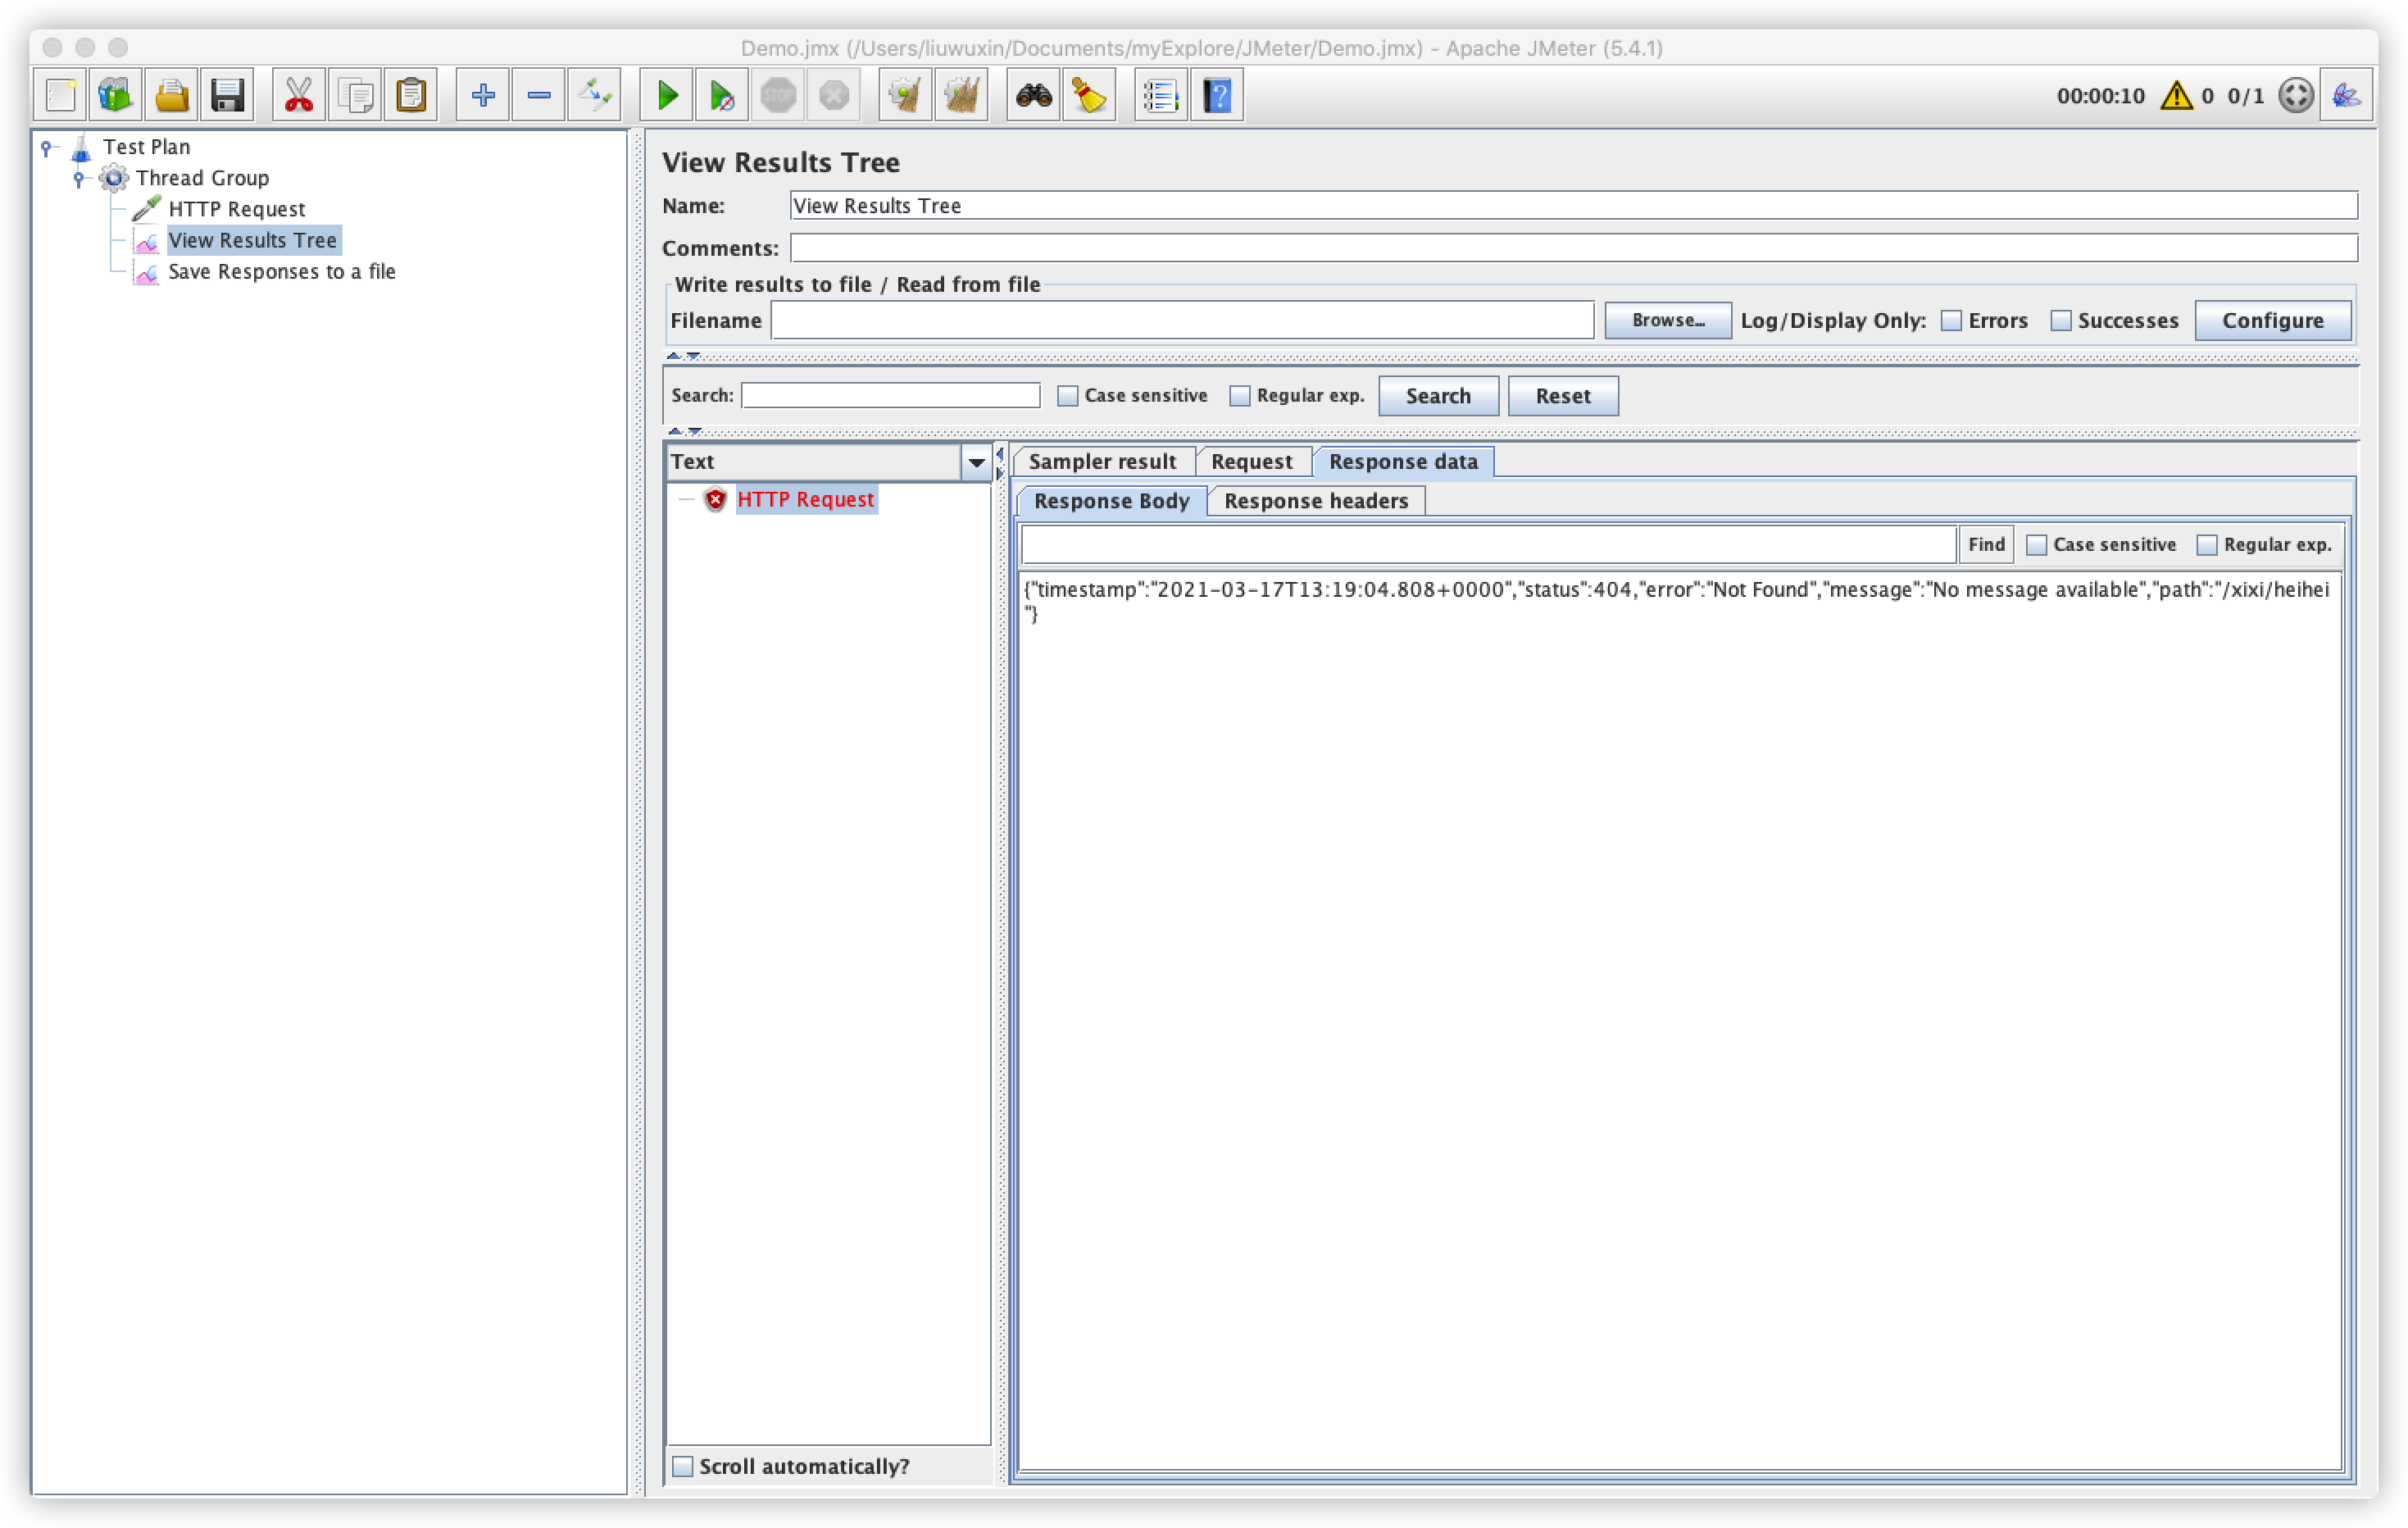 Demo.jmx (/Users/liuwuxin/Documents/myExplore/JMeter/Demo.jmx) - Apache JMeter (5.4.1)
STOP
?
00:00:10 0 0/1
Test Plan
Thread Group
HTTP Request
View Results Tree
Save Responses to a file
View Results Tree
Name: View Results Tree
Comments:
Write results to file / Read from file
Filename Browse... Log/Display Only: Errors Successes Configure
Search: Case sensitive Regular exp. Search Reset
Text
HTTP Request
Scroll automatically?
Sampler result Request Response data
Response Body Response headers
Find Case sensitive Regular exp.
{"timestamp":"2021-03-17T13:19:04.808+0000","status":404,"error":"Not Found","message":"No message available","path":"/xixi/heihei
"}